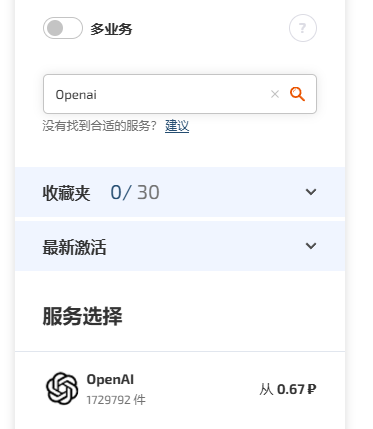 多业务
?
Openai ×
没有找到合适的服务? 建议
收藏夹 0/ 30
最新激活
服务选择
OpenAI
1729792 件
从 0.67 ₽